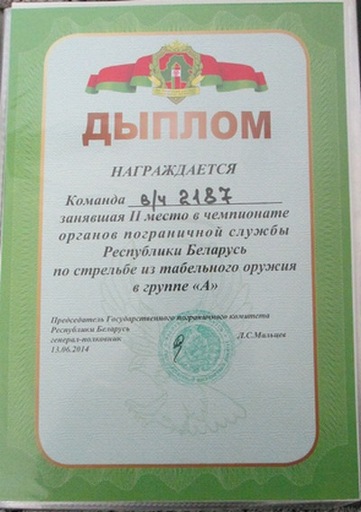 ДЫПЛОМ
НАГРАЖДАЕТСЯ
Команда в/ч 2187
занявшая II место в чемпионате
органов пограничной службы
Республики Беларусь
по стрельбе из табельного оружия
в группе «А»
Председатель Государственного пограничного комитета
Республики Беларусь
генерал-полковник
Л.С.Мальцев
13.06.2014